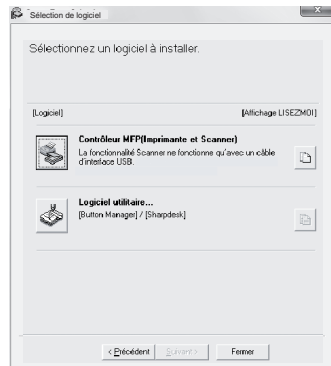 Sélection de logiciel
Sélectionnez un logiciel à installer.
[Logiciel] [Affichage LISEZMOI]
Contrôleur MFP(Imprimante et Scanner)
La fonctionnalité Scanner ne fonctionne qu'avec un câble
d'interface USB.
Logiciel utilitaire...
[Button Manager] / [Sharpdesk]
< Précédent Suivant > Fermer